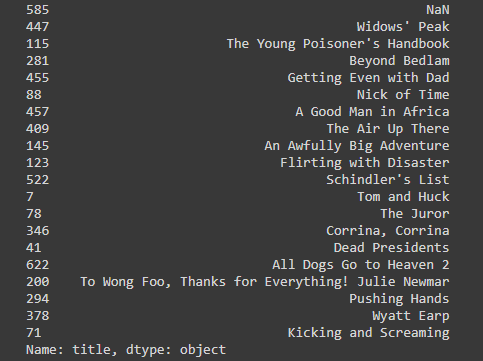 585 NaN
447 Widows' Peak
115 The Young Poisoner's Handbook
281 Beyond Bedlam
455 Getting Even with Dad
88 Nick of Time
457 A Good Man in Africa
409 The Air Up There
145 An Awfully Big Adventure
123 Flirting with Disaster
522 Schindler's List
7 Tom and Huck
78 The Juror
346 Corrina, Corrina
41 Dead Presidents
622 All Dogs Go to Heaven 2
200 To Wong Foo, Thanks for Everything! Julie Newmar
294 Pushing Hands
378 Wyatt Earp
71 Kicking and Screaming
Name: title, dtype: object